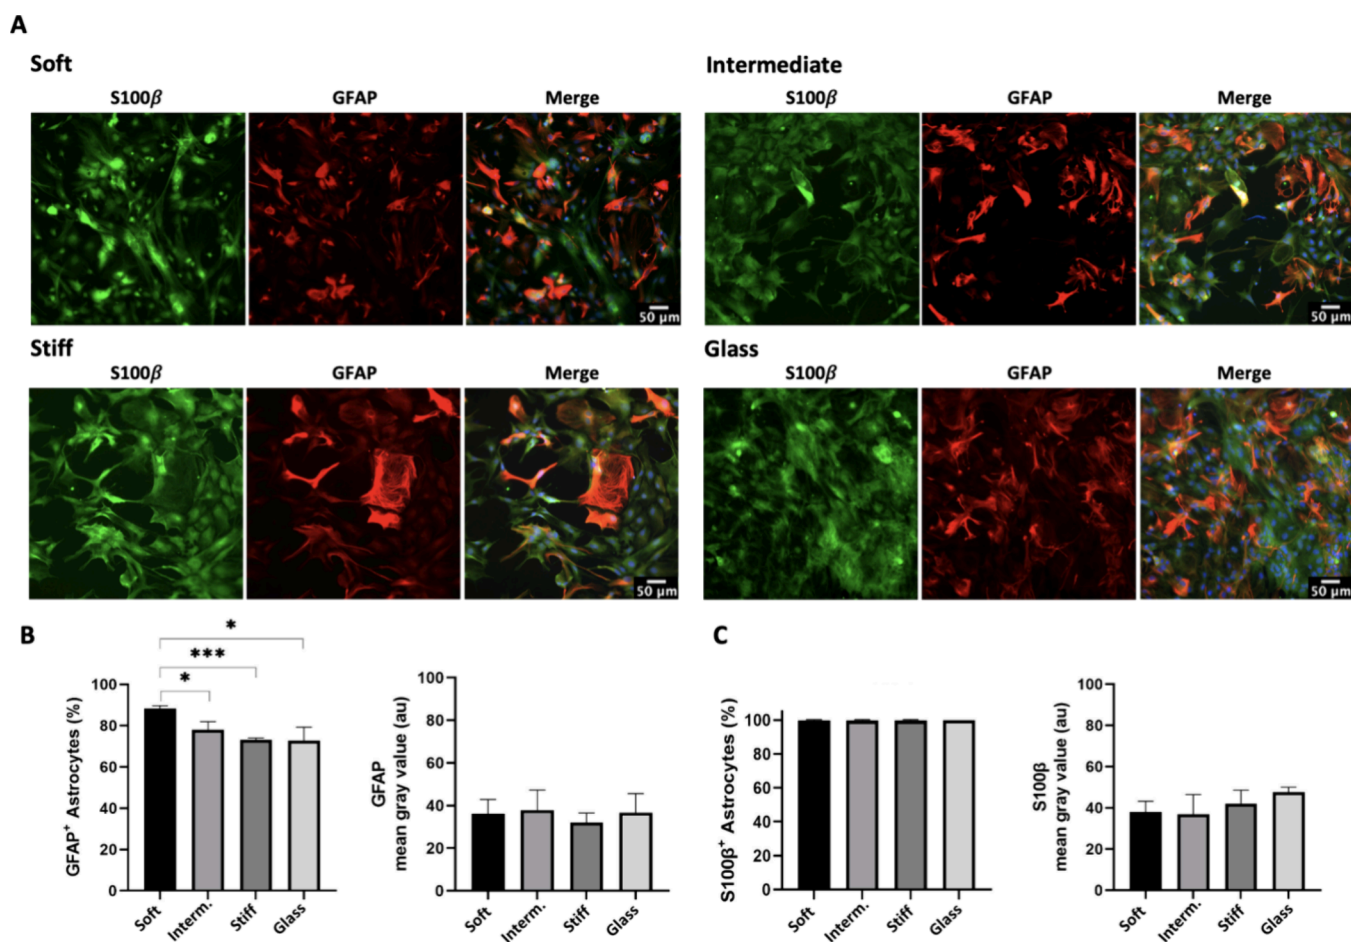 A
Soft
S100β GFAP Merge
50 μm
Intermediate
S100β GFAP Merge
50 μm
Stiff
S100β GFAP Merge
50 μm
Glass
S100β GFAP Merge
50 μm
B
*
***
*
GFAP⁺ Astrocytes (%)
100
80
60
40
20
0
Soft Interm. Stiff Glass
GFAP
mean gray value (au)
100
80
60
40
20
0
Soft Interm. Stiff Glass
C
S100β⁺ Astrocytes (%)
100
80
60
40
20
0
Soft Interm. Stiff Glass
S100β
mean gray value (au)
100
80
60
40
20
0
Soft Interm. Stiff Glass